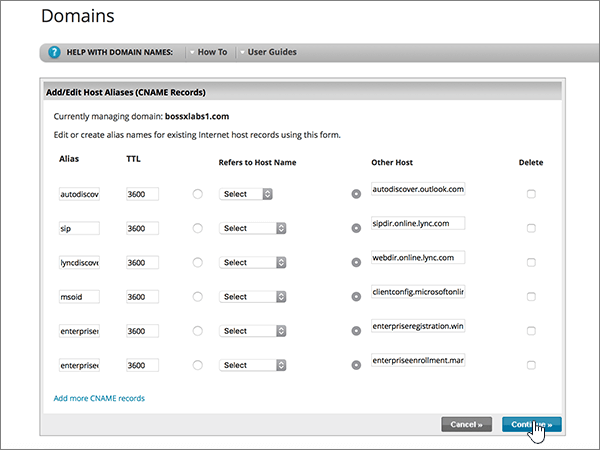 Domains
? HELP WITH DOMAIN NAMES: How To User Guides
Add/Edit Host Aliases (CNAME Records)
Currently managing domain: bossxlabs1.com
Edit or create alias names for existing Internet host records using this form.
Alias TTL Refers to Host Name Other Host Delete
autodiscov 3600 Select autodiscover.outlook.com
sip 3600 Select sipdir.online.lync.com
lyncdiscove 3600 Select webdir.online.lync.com
msoid 3600 Select clientconfig.microsoftonlin
enterprise 3600 Select enterpriseregistration.win
enterprise 3600 Select enterpriseenrollment.mar
Add more CNAME records
Cancel » Continue »